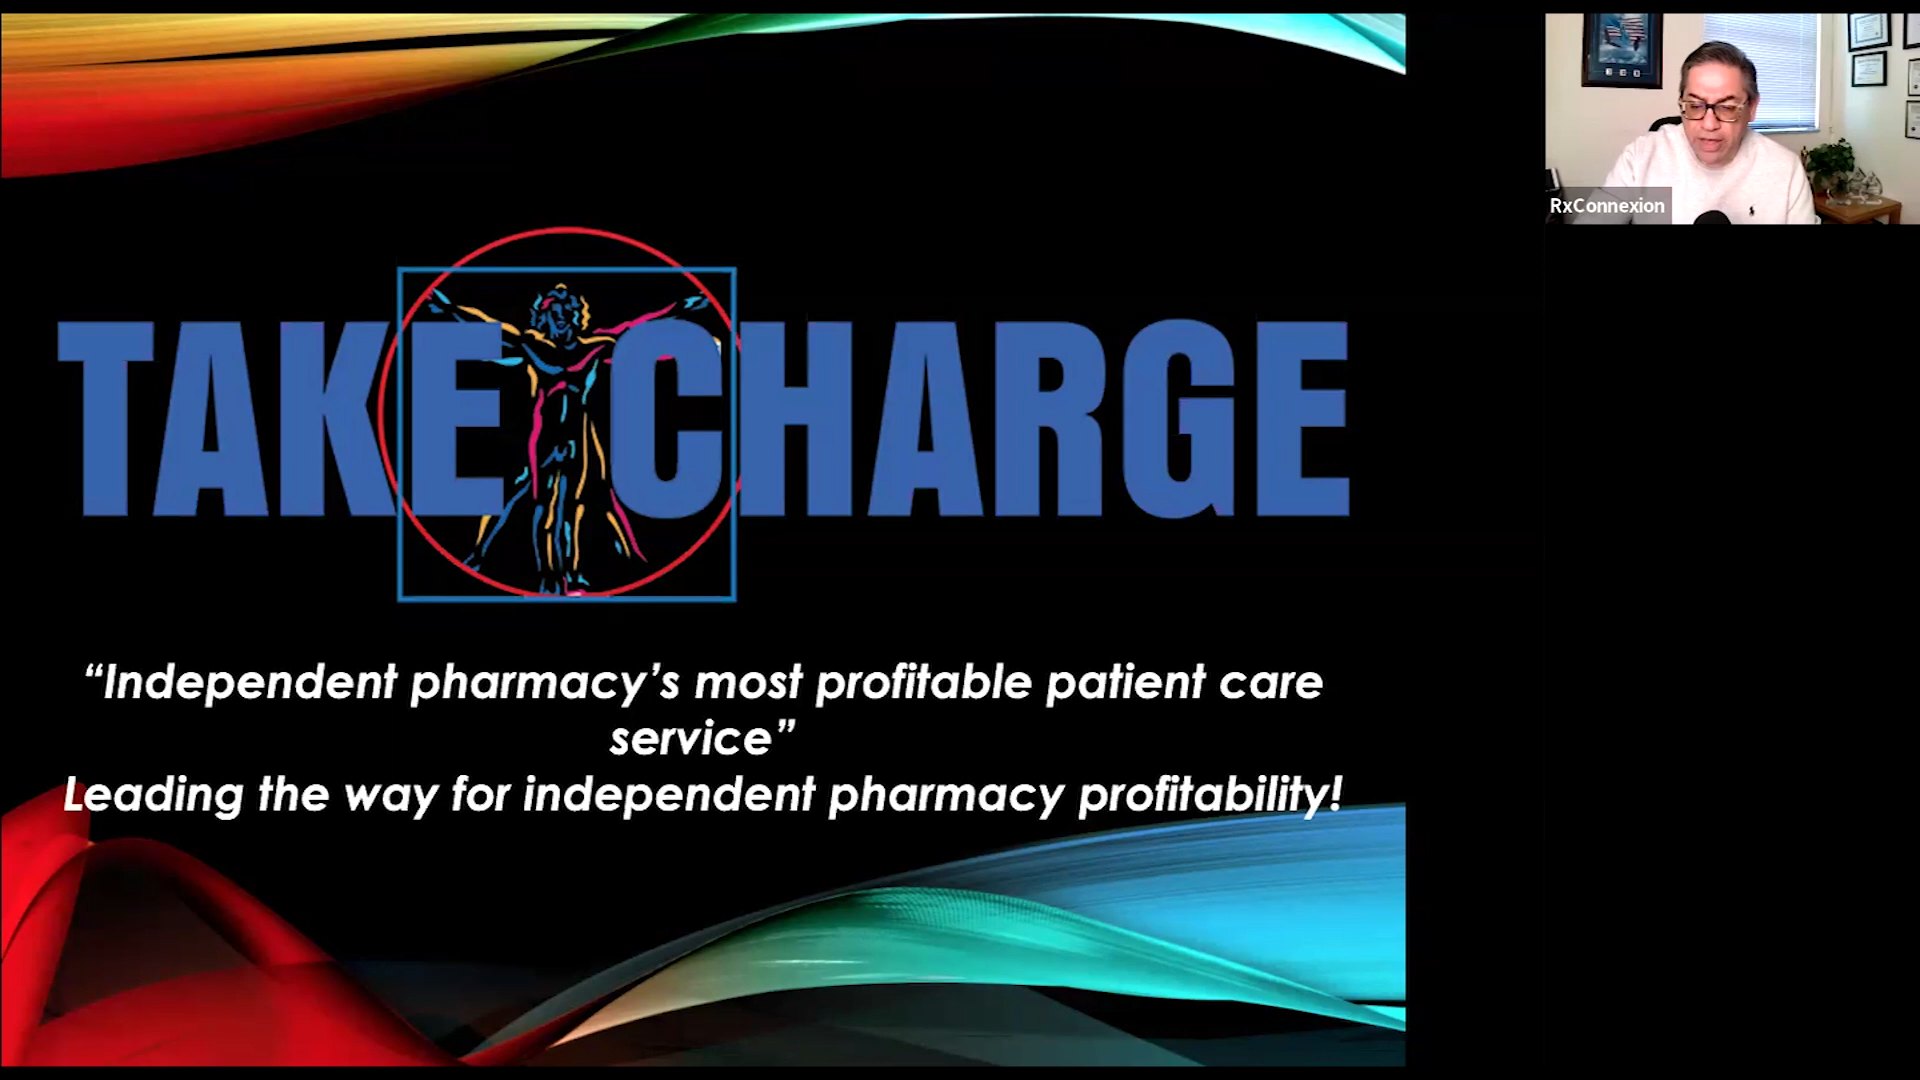 TAKE CHARGE
“Independent pharmacy’s most profitable patient care
service”
Leading the way for independent pharmacy profitability!
RxConnexion